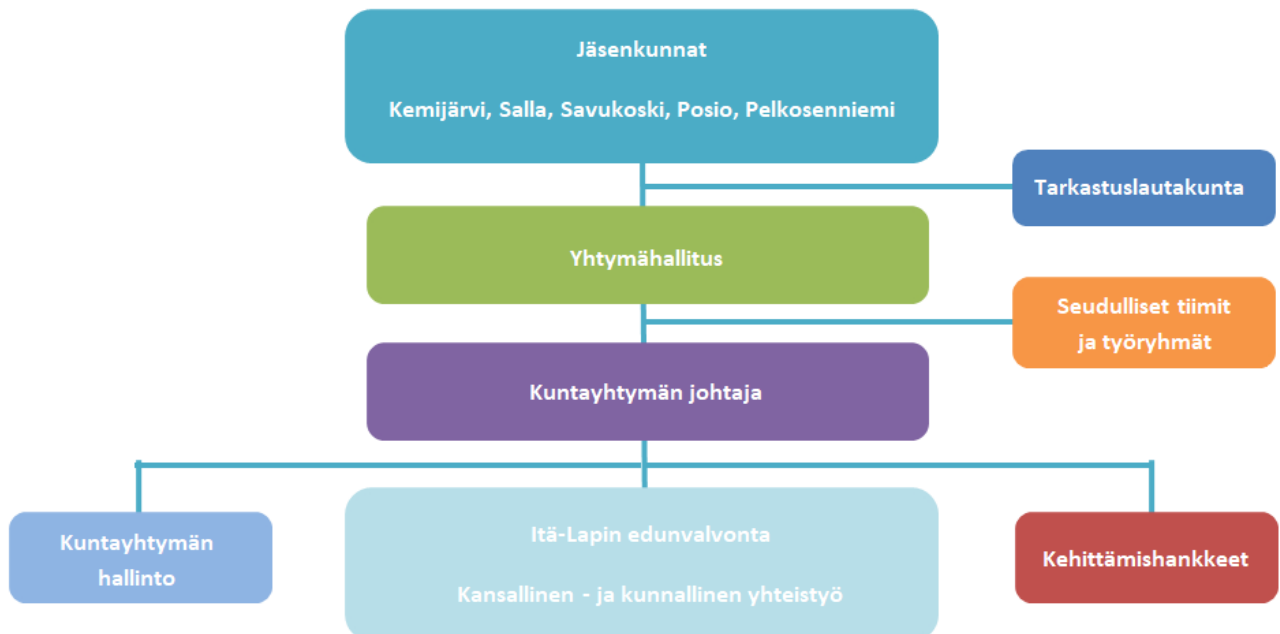 Jäsenkunnat
Kemijärvi, Salla, Savukoski, Posio, Pelkosenniemi
Tarkastuslautakunta
Yhtymähallitus
Seudulliset tiimit
ja työryhmät
Kuntayhtymän johtaja
Kuntayhtymän
hallinto
Itä-Lapin edunvalvonta
Kansallinen - ja kunnallinen yhteistyö
Kehittämishankkeet